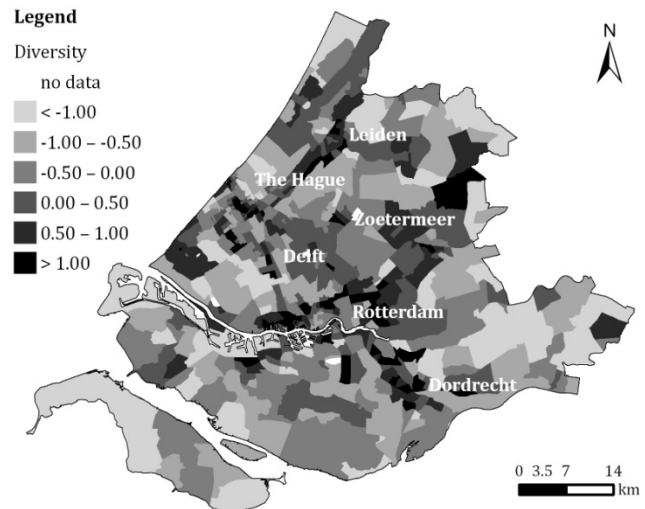 Legend
Diversity
no data
< -1.00
-1.00 – -0.50
-0.50 – 0.00
0.00 – 0.50
0.50 – 1.00
> 1.00
N
Leiden
The Hague
Zoetermeer
Delft
Rotterdam
Dordrecht
0 3.5 7 14
km